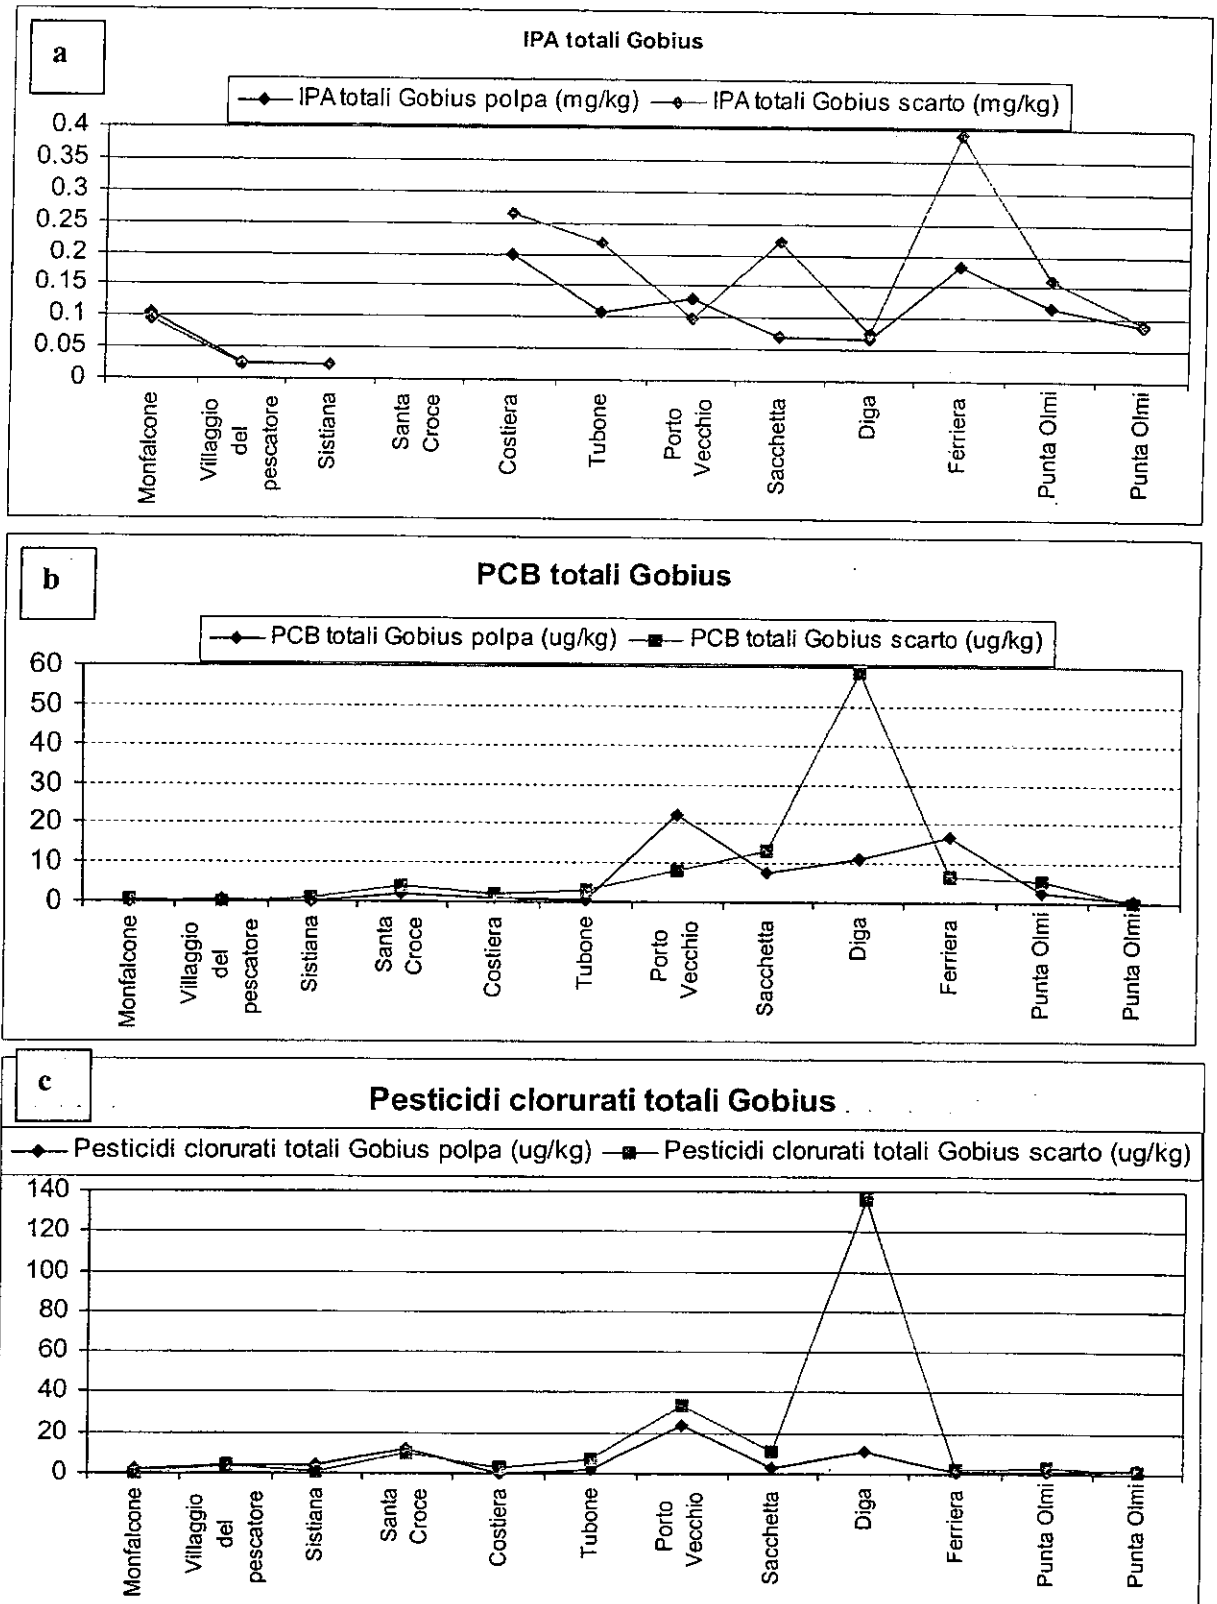 a
IPA totali Gobius
IPA totali Gobius polpa (mg/kg) IPA totali Gobius scarto (mg/kg)
0.4
0.35
0.3
0.25
0.2
0.15
0.1
0.05
0
Monfalcone
Villaggio
del
pescatore
Sistiana
Santa
Croce
Costiera
Tubone
Porto
Vecchio
Sacchetta
Diga
Ferriera
Punta Olmi
Punta Olmi
b
PCB totali Gobius
PCB totali Gobius polpa (ug/kg) PCB totali Gobius scarto (ug/kg)
60
50
40
30
20
10
0
Monfalcone
Villaggio
del
pescatore
Sistiana
Santa
Croce
Costiera
Tubone
Porto
Vecchio
Sacchetta
Diga
Ferriera
Punta Olmi
Punta Olmi
c
Pesticidi clorurati totali Gobius
Pesticidi clorurati totali Gobius polpa (ug/kg) Pesticidi clorurati totali Gobius scarto (ug/kg)
140
120
100
80
60
40
20
0
Monfalcone
Villaggio
del
pescatore
Sistiana
Santa
Croce
Costiera
Tubone
Porto
Vecchio
Sacchetta
Diga
Ferriera
Punta Olmi
Punta Olmi